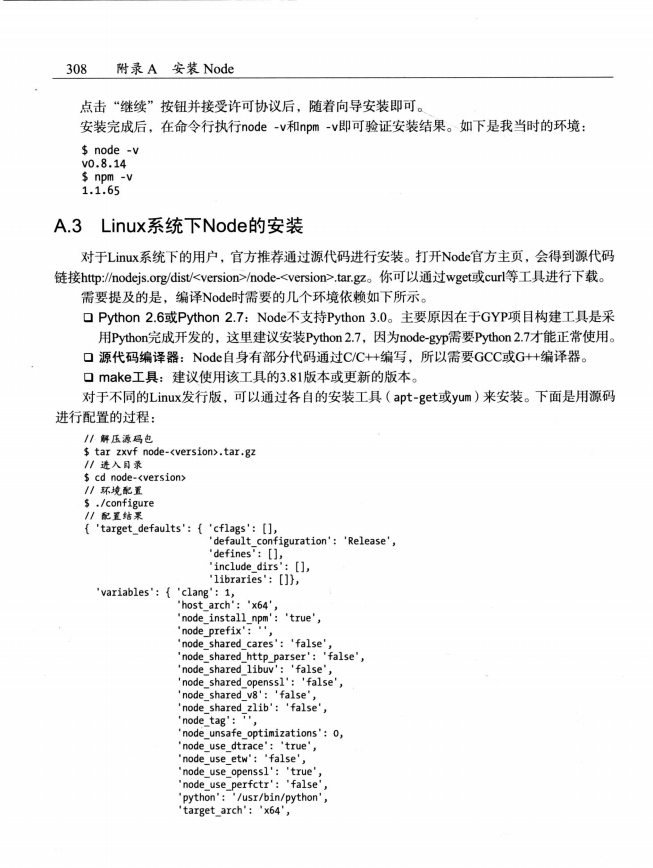 308 附录 A 安装 Node
点击“继续”按钮并接受许可协议后，随着向导安装即可。
安装完成后，在命令行执行node -v和npm -v即可验证安装结果。如下是我当时的环境：
$ node -v
v0.8.14
$ npm -v
1.1.65
A.3 Linux系统下Node的安装
对于Linux系统下的用户，官方推荐通过源代码进行安装。打开Node官方主页，会得到源代码
链接http://nodejs.org/dist/<version>/node-<version>.tar.gz。你可以通过wget或curl等工具进行下载。
需要提及的是，编译Node时需要的几个环境依赖如下所示。
❑ Python 2.6或Python 2.7：Node不支持Python 3.0。主要原因在于GYP项目构建工具是采
用Python完成开发的，这里建议安装Python 2.7，因为node-gyp需要Python 2.7才能正常使用。
❑ 源代码编译器：Node自身有部分代码通过C/C++编写，所以需要GCC或G++编译器。
❑ make工具：建议使用该工具的3.81版本或更新的版本。
对于不同的Linux发行版，可以通过各自的安装工具（apt-get或yum）来安装。下面是用源码
进行配置的过程：
// 解压源码包
$ tar zxvf node-<version>.tar.gz
// 进入目录
$ cd node-<version>
// 环境配置
$ ./configure
// 配置结果
{ 'target_defaults': { 'cflags': [],
'default_configuration': 'Release',
'defines': [],
'include_dirs': [],
'libraries': []},
'variables': { 'clang': 1,
'host_arch': 'x64',
'node_install_npm': 'true',
'node_prefix': '',
'node_shared_cares': 'false',
'node_shared_http_parser': 'false',
'node_shared_libuv': 'false',
'node_shared_openssl': 'false',
'node_shared_v8': 'false',
'node_shared_zlib': 'false',
'node_tag': '',
'node_unsafe_optimizations': 0,
'node_use_dtrace': 'true',
'node_use_etw': 'false',
'node_use_openssl': 'true',
'node_use_perfctr': 'false',
'python': '/usr/bin/python',
'target_arch': 'x64',